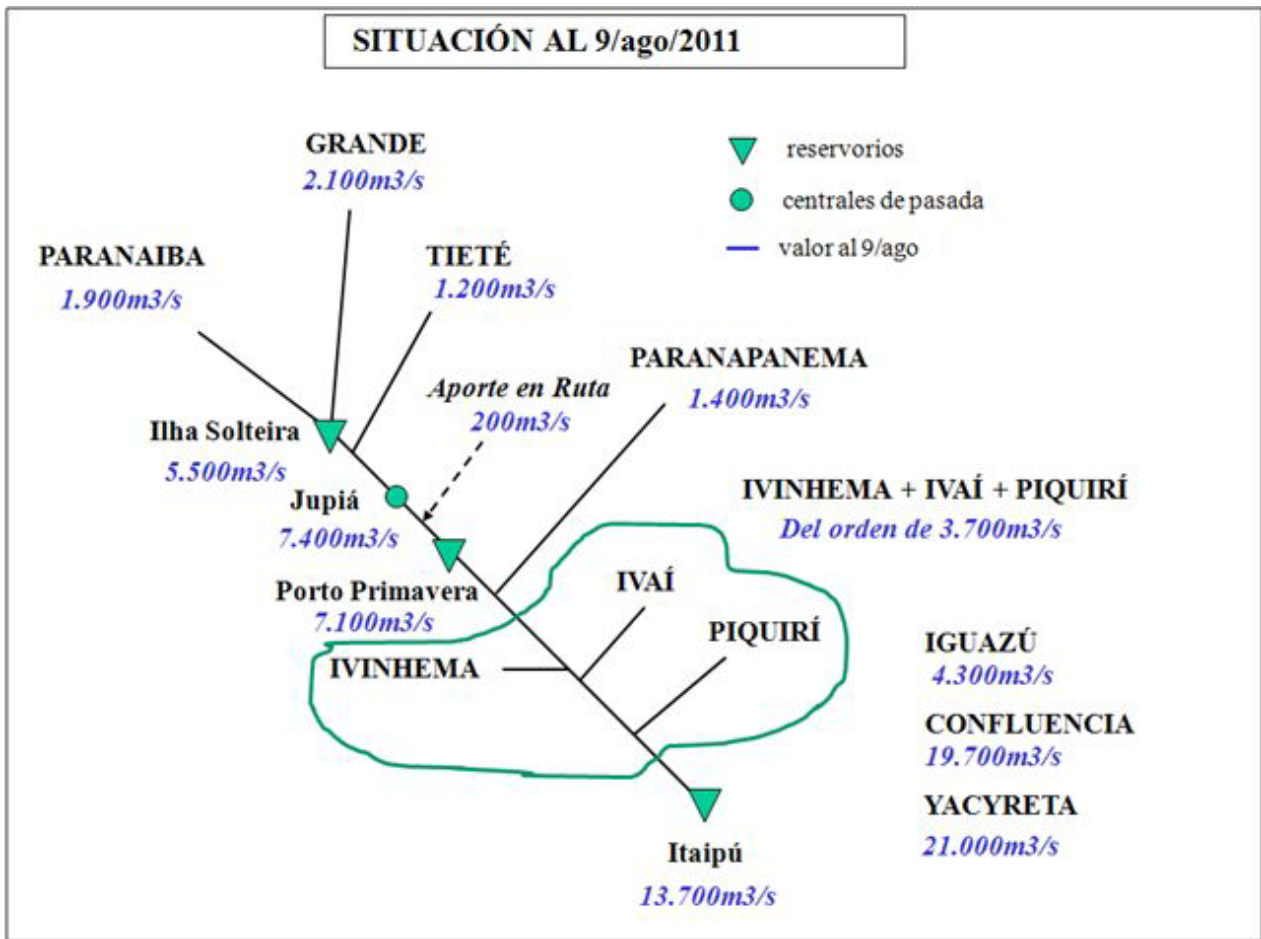 SITUACIÓN AL 9/ago/2011
GRANDE
2.100m3/s
reservorios
centrales de pasada
valor al 9/ago
PARANAIBA
1.900m3/s
TIETÉ
1.200m3/s
PARANAPANEMA
1.400m3/s
Aporte en Ruta
200m3/s
Ilha Solteira
5.500m3/s
Jupiá
7.400m3/s
IVINHEMA + IVAÍ + PIQUIRÍ
Del orden de 3.700m3/s
Porto Primavera
7.100m3/s
IVAÍ
PIQUIRÍ
IVINHEMA
IGUAZÚ
4.300m3/s
CONFLUENCIA
19.700m3/s
YACYRETA
21.000m3/s
Itaipú
13.700m3/s